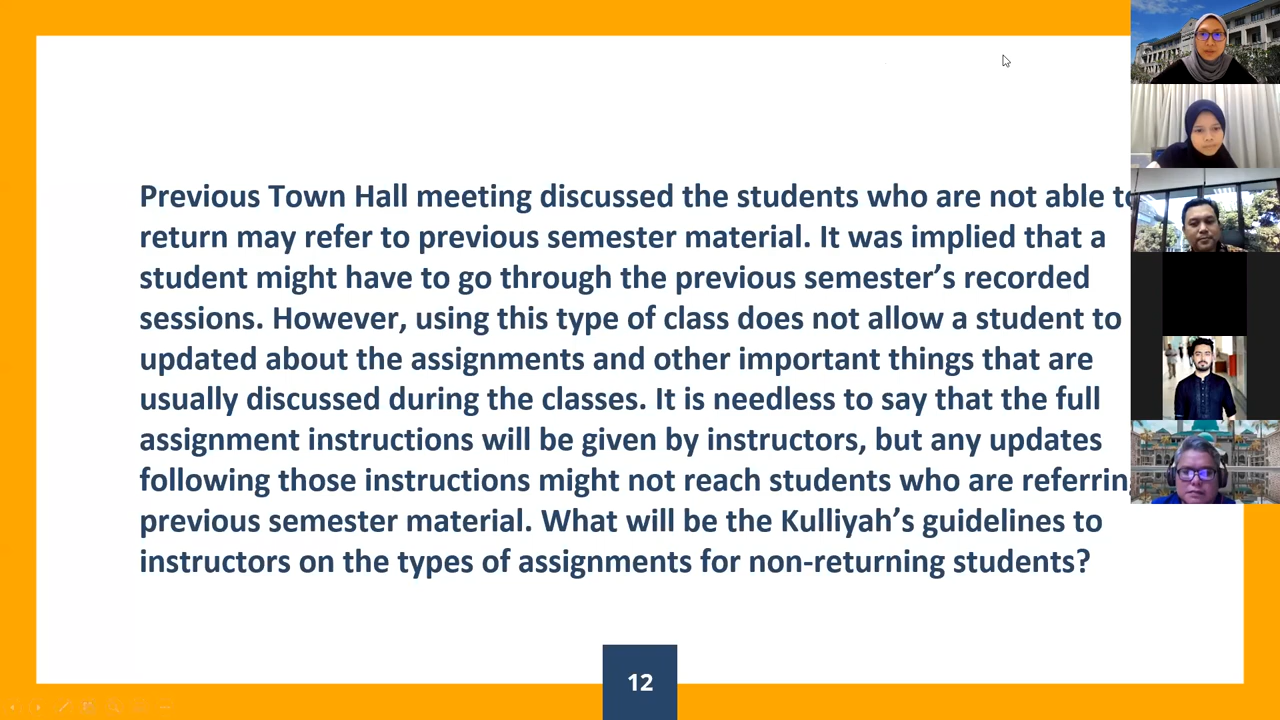 Previous Town Hall meeting discussed the students who are not able to
return may refer to previous semester material. It was implied that a
student might have to go through the previous semester’s recorded
sessions. However, using this type of class does not allow a student to
updated about the assignments and other important things that are
usually discussed during the classes. It is needless to say that the full
assignment instructions will be given by instructors, but any updates
following those instructions might not reach students who are referring
previous semester material. What will be the Kulliyah’s guidelines to
instructors on the types of assignments for non-returning students?
12